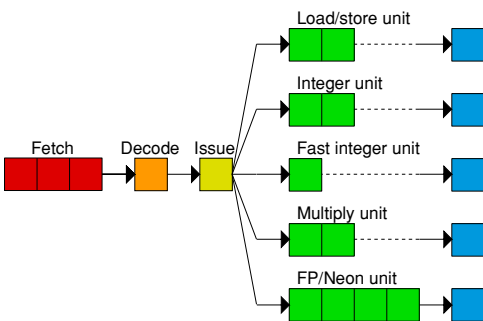 Load/store unit
Integer unit
Fetch
Decode
Issue
Fast integer unit
Multiply unit
FP/Neon unit